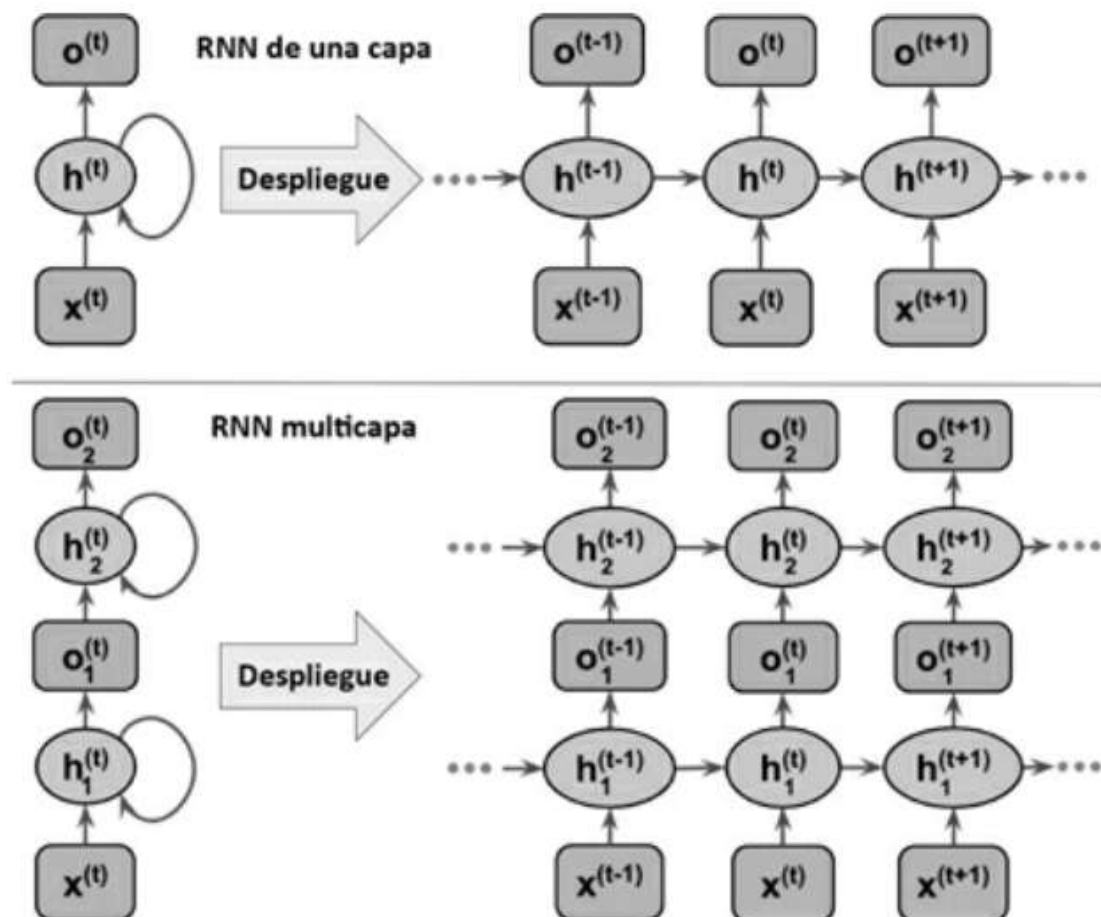 o(t) RNN de una capa o(t-1) o(t) o(t+1)
h(t) Despliegue h(t-1) h(t) h(t+1)
x(t) x(t-1) x(t) x(t+1)
o2(t) RNN multicapa o2(t-1) o2(t) o2(t+1)
h2(t) h2(t-1) h2(t) h2(t+1)
o1(t) Despliegue o1(t-1) o1(t) o1(t+1)
h1(t) h1(t-1) h1(t) h1(t+1)
x(t) x(t-1) x(t) x(t+1)